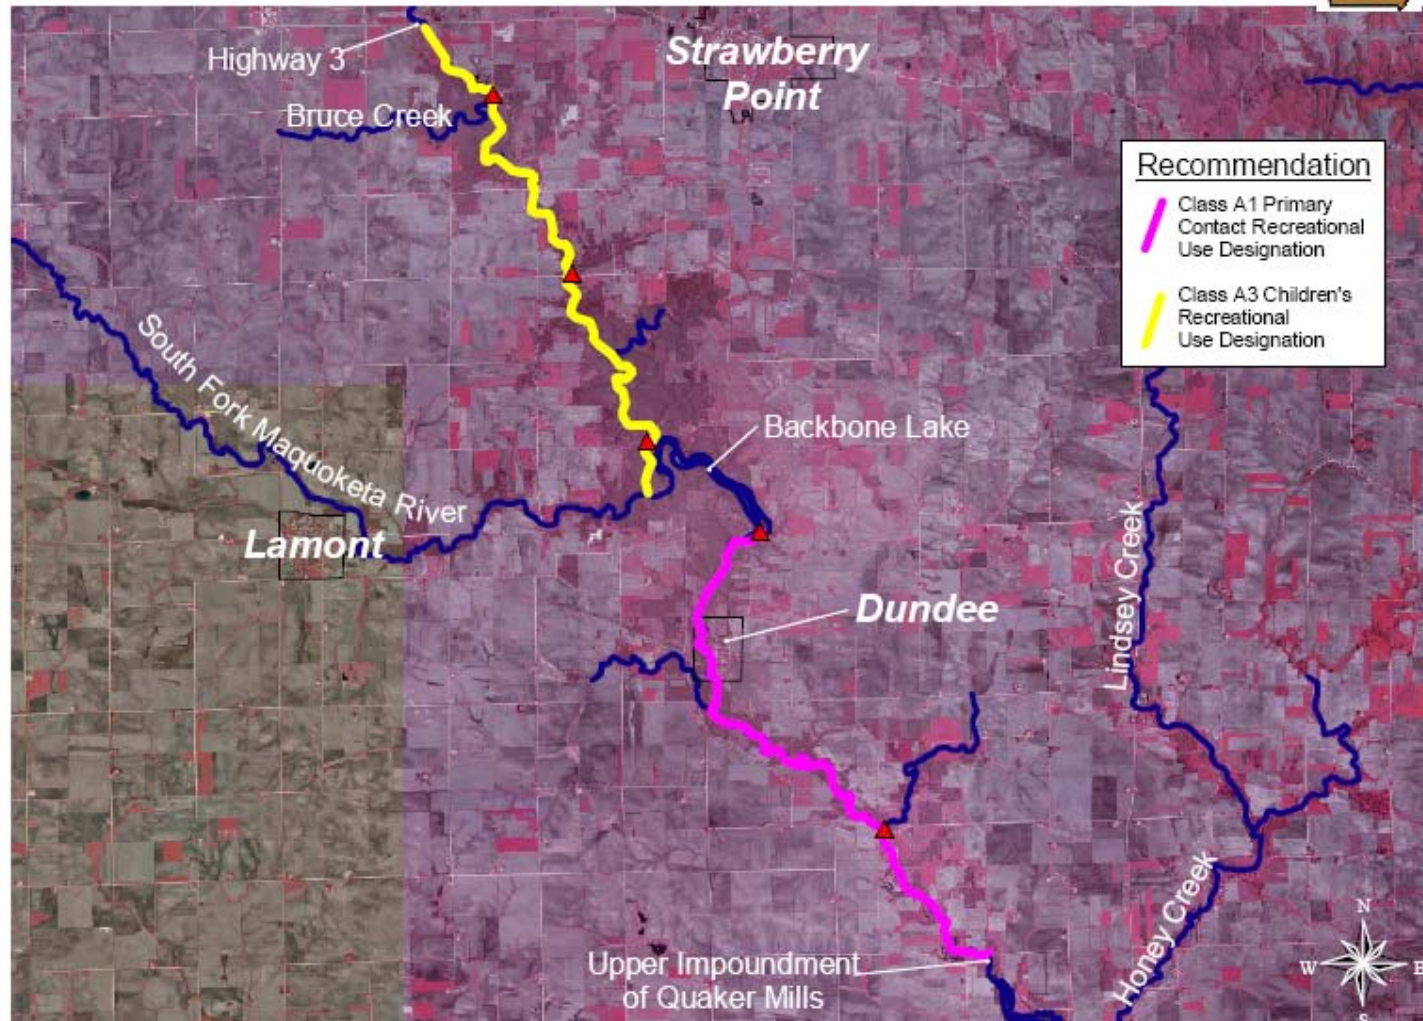 Highway 3
Strawberry
Point
Bruce Creek
Recommendation
Class A1 Primary
Contact Recreational
Use Designation
Class A3 Children's
Recreational
Use Designation
South Fork Maquoketa River
Backbone Lake
Lamont
Dundee
Lindsey Creek
Honey Creek
Upper Impoundment
of Quaker Mills
N
W
E
S